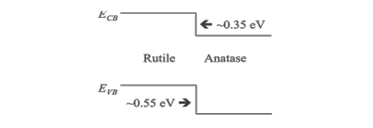 E_CB
← ~0.35 eV
Rutile Anatase
E_VB
~0.55 eV →